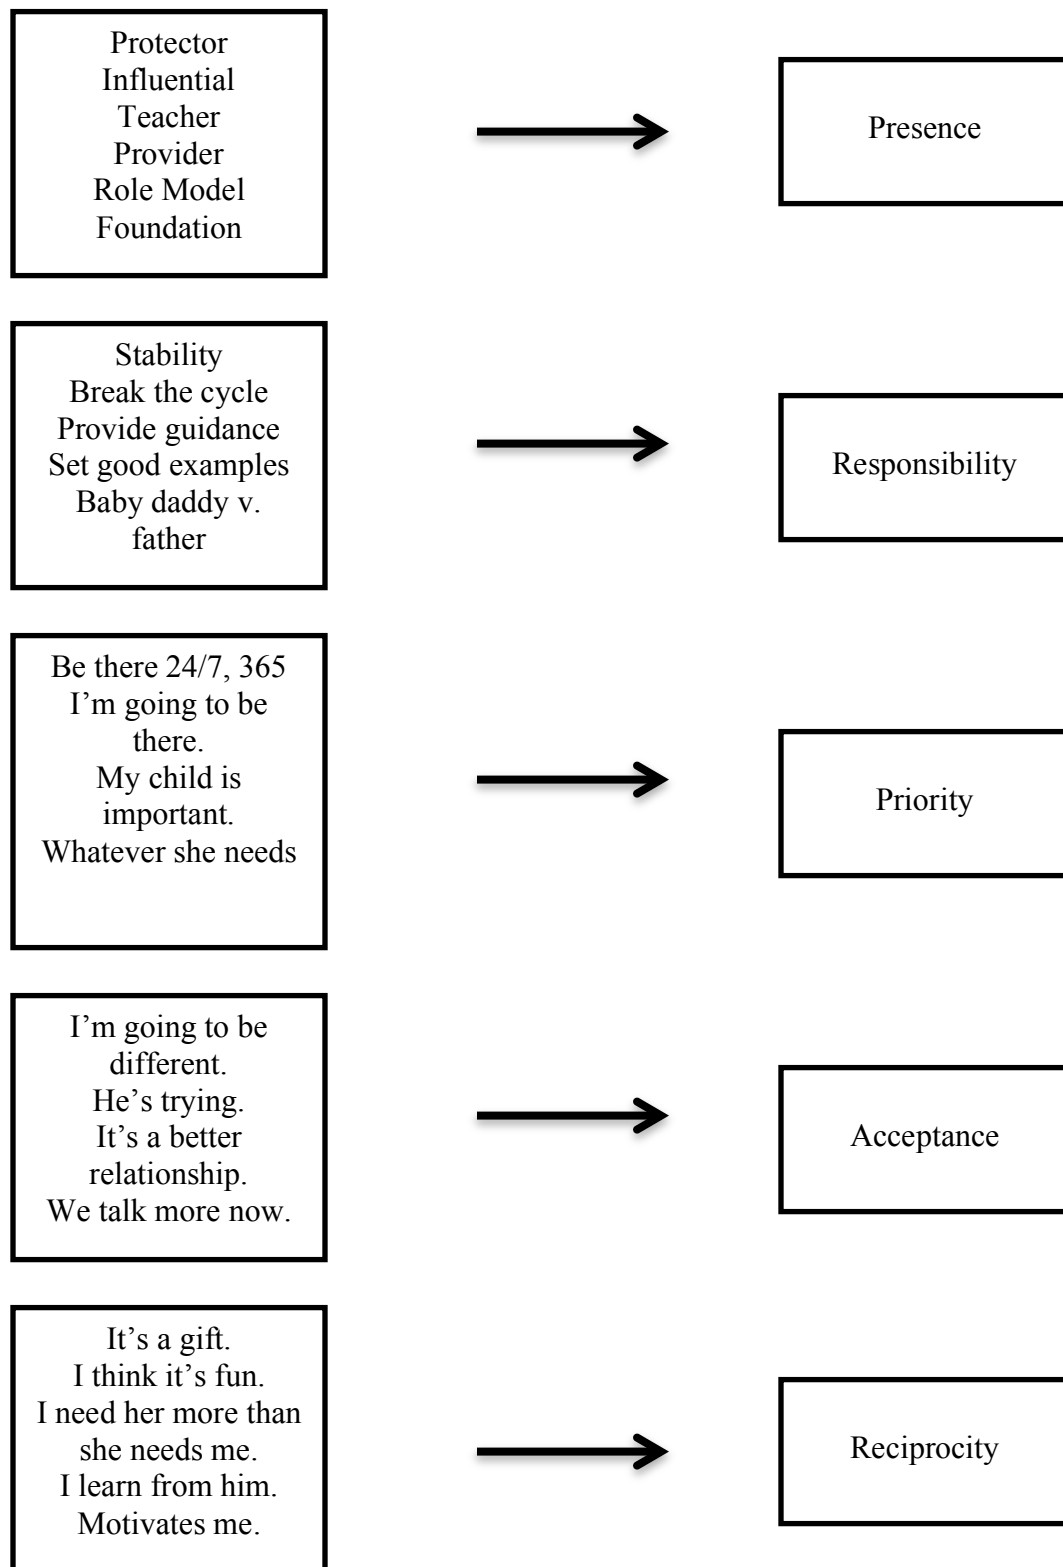 Protector
Influential
Teacher
Provider
Role Model
Foundation
Presence
Stability
Break the cycle
Provide guidance
Set good examples
Baby daddy v.
father
Responsibility
Be there 24/7, 365
I’m going to be
there.
My child is
important.
Whatever she needs
Priority
I’m going to be
different.
He’s trying.
It’s a better
relationship.
We talk more now.
Acceptance
It’s a gift.
I think it’s fun.
I need her more than
she needs me.
I learn from him.
Motivates me.
Reciprocity